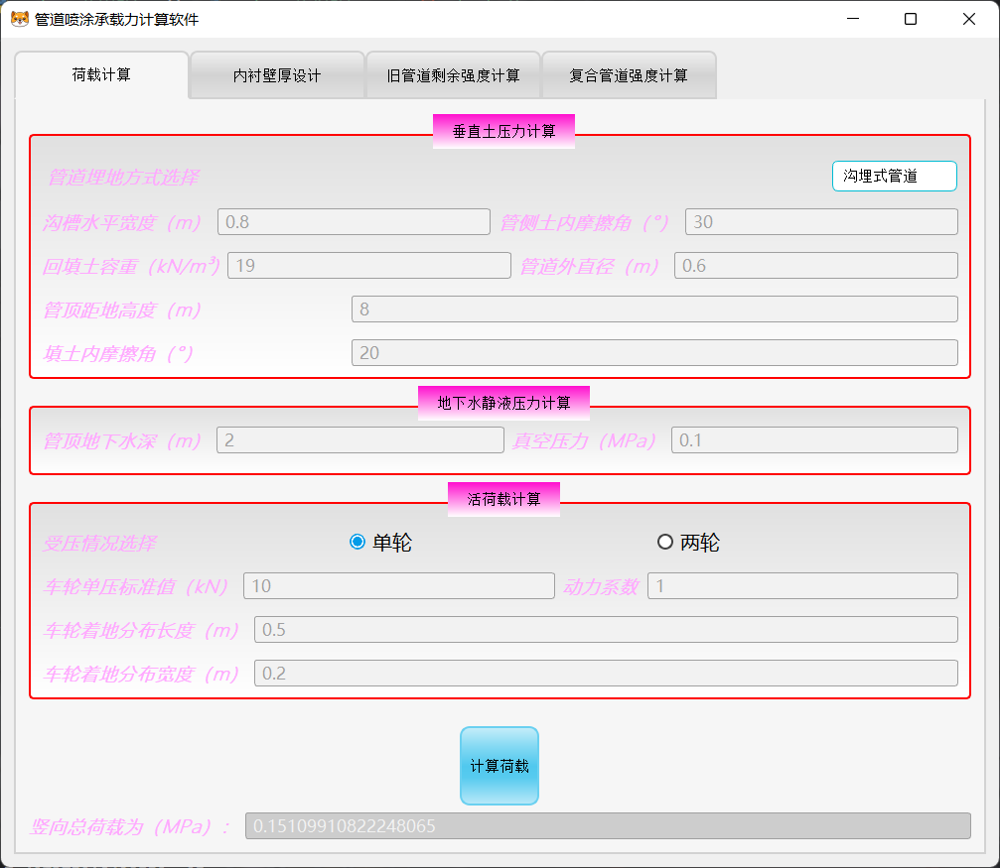 管道喷涂承载力计算软件
荷载计算 内衬壁厚设计 旧管道剩余强度计算 复合管道强度计算
垂直土压力计算
管道埋地方式选择 沟埋式管道
沟槽水平宽度（m） 0.8 管侧土内摩擦角（°） 30
回填土容重（kN/m³） 19 管道外直径（m） 0.6
管顶距地高度（m） 8
填土内摩擦角（°） 20
地下水静液压力计算
管顶地下水深（m） 2 真空压力（MPa） 0.1
活荷载计算
受压情况选择 单轮 两轮
车轮单压标准值（kN） 10 动力系数 1
车轮着地分布长度（m） 0.5
车轮着地分布宽度（m） 0.2
计算荷载
竖向总荷载为（MPa）： 0.15109910822248065